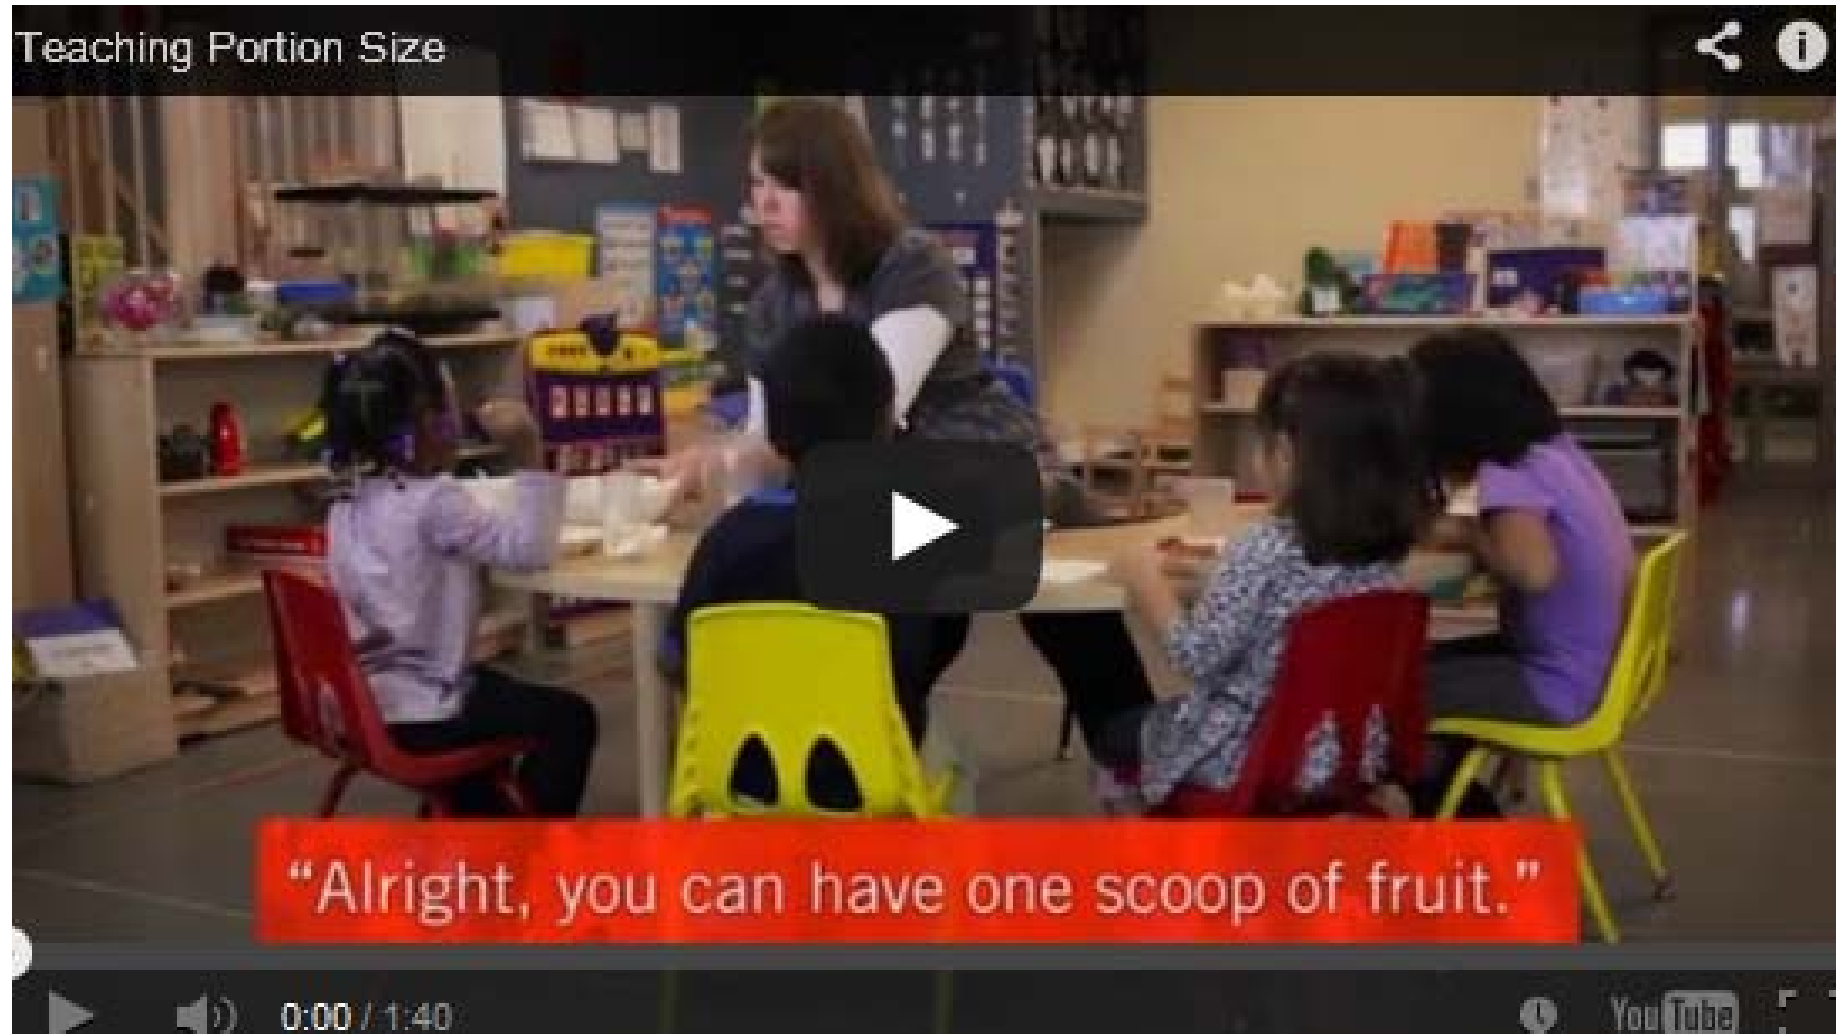 Teaching Portion Size
“Alright, you can have one scoop of fruit.”
0:00 / 1:40
YouTube